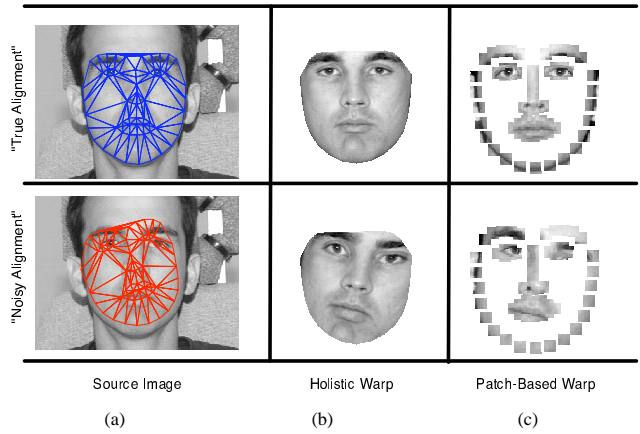 "True Alignment"
"Noisy Alignment"
Source Image
Holistic Warp
Patch-Based Warp
(a)
(b)
(c)